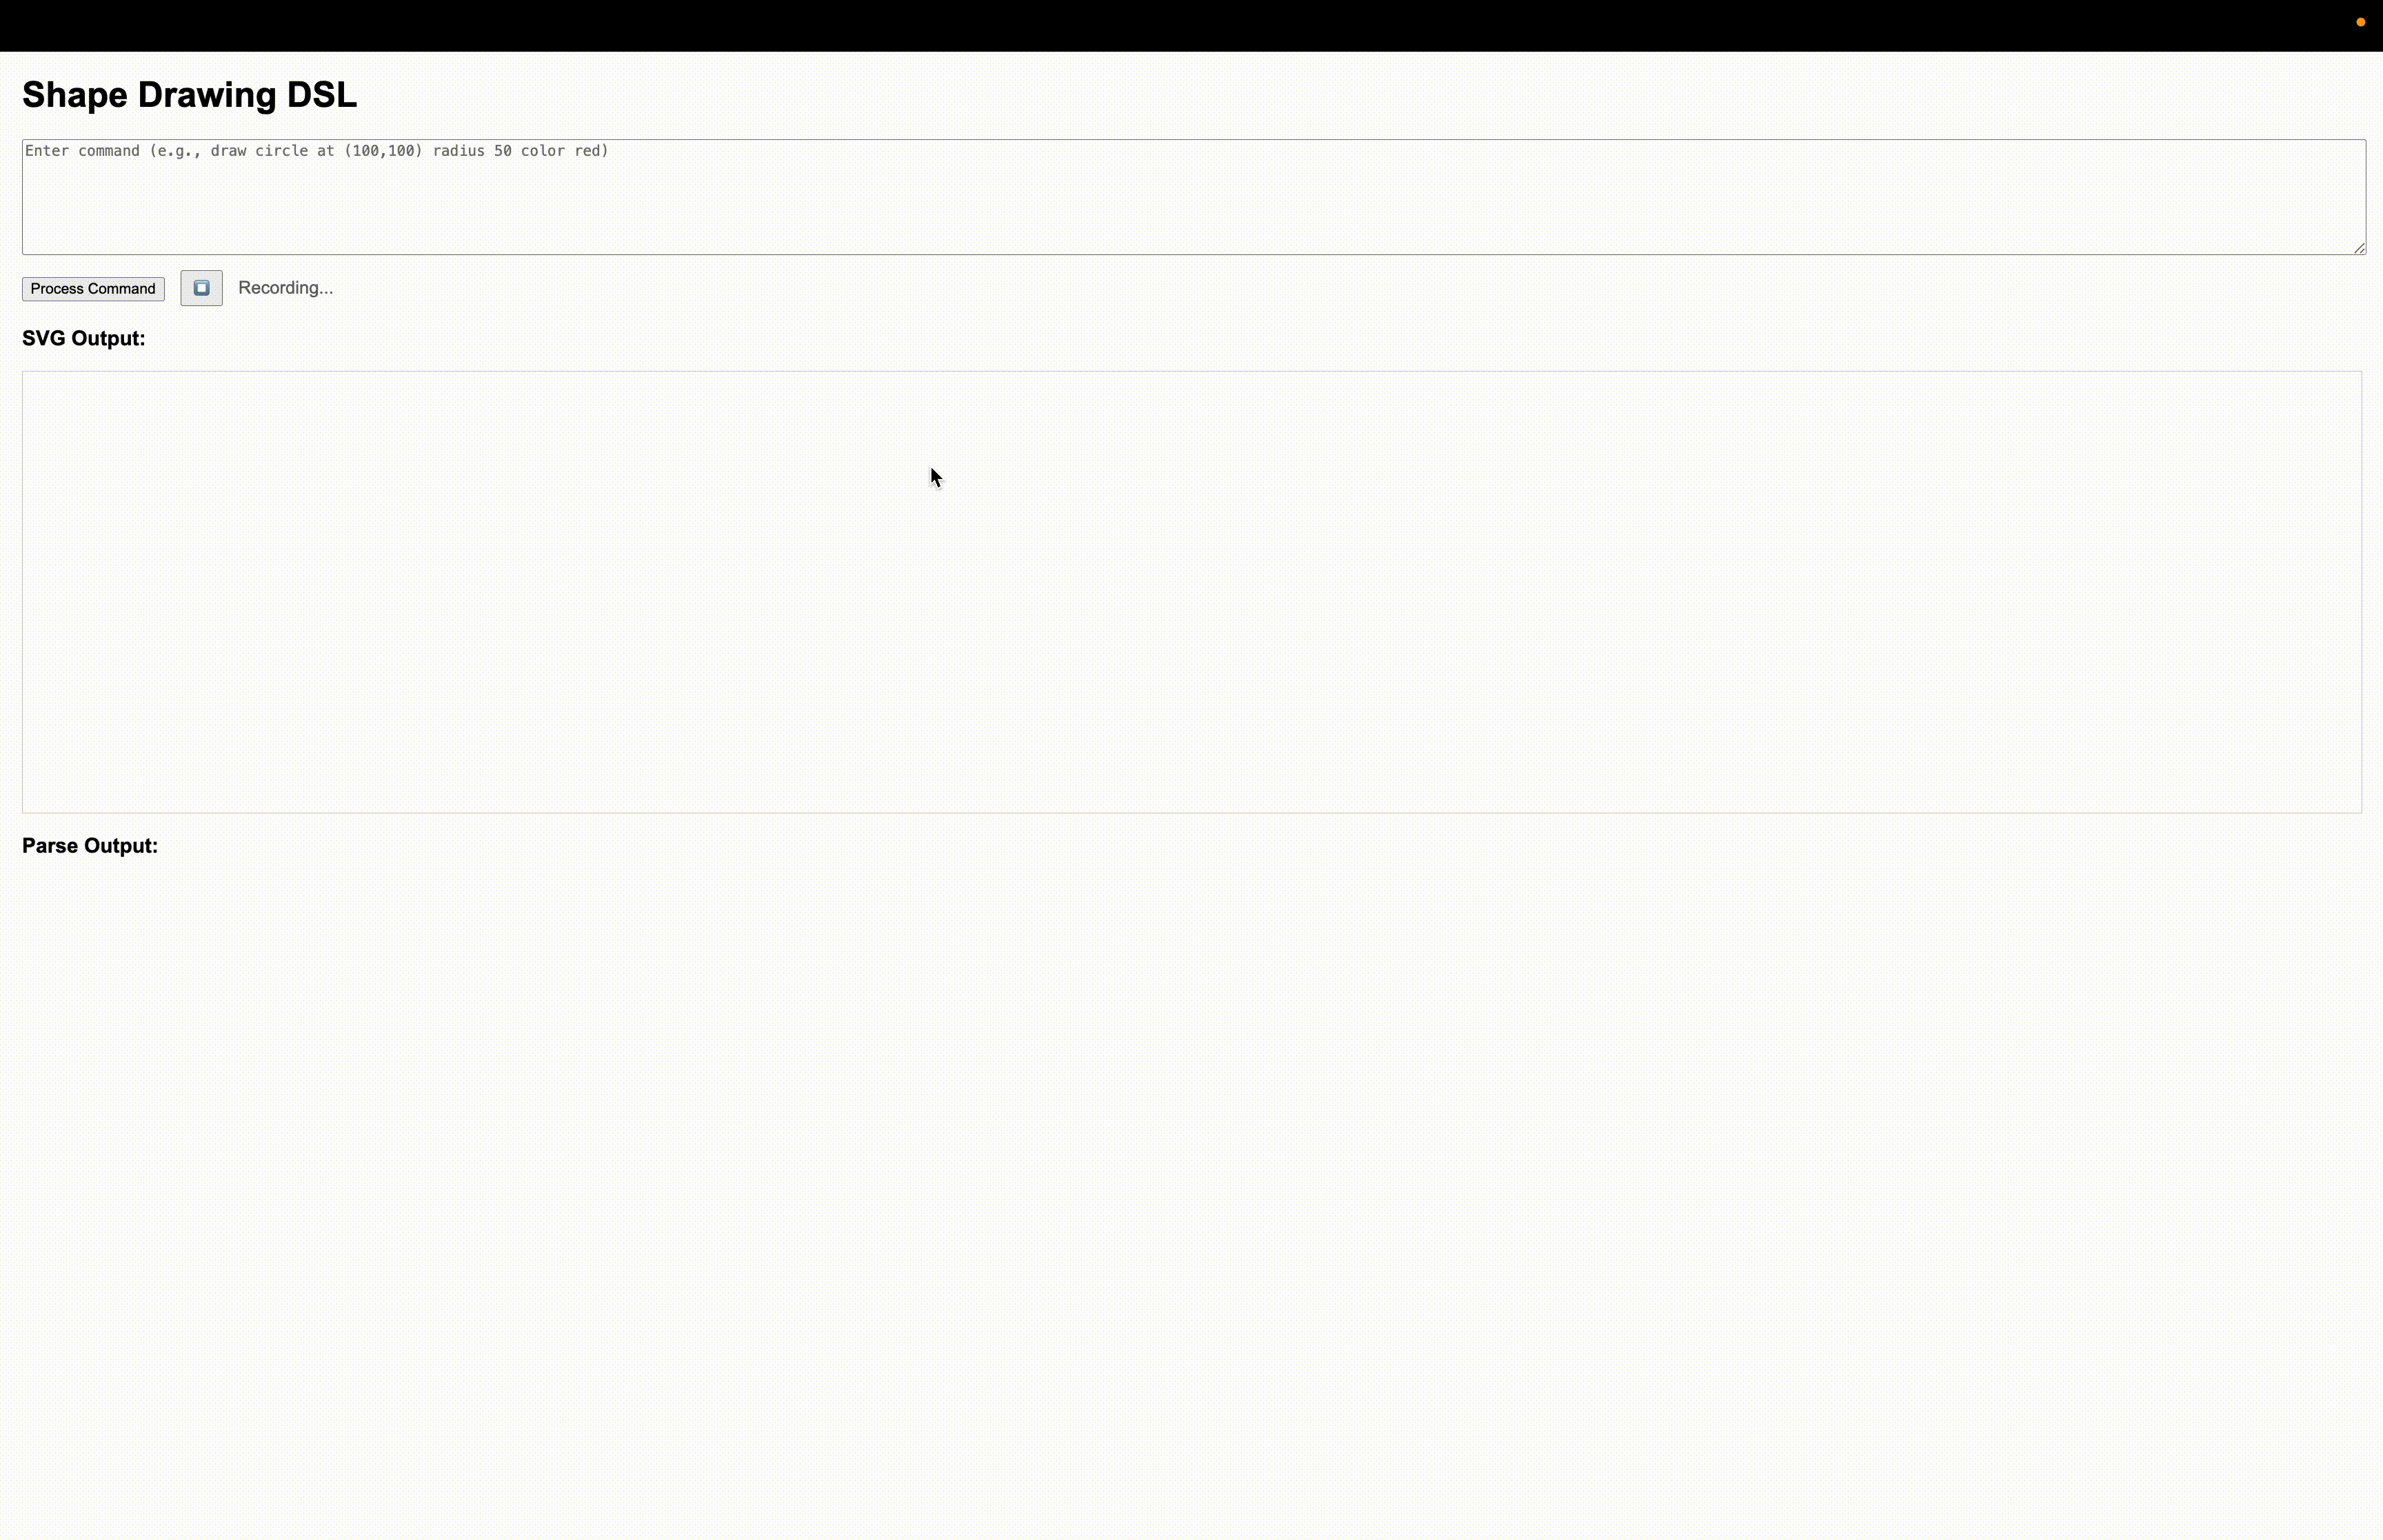 Shape Drawing DSL
Enter command (e.g., draw circle at (100,100) radius 50 color red)
Process Command Recording...
SVG Output:
Parse Output: